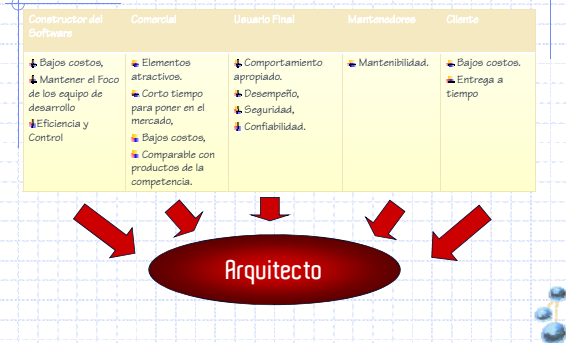 Constructor del
Software
Bajos costos,
Mantener el Foco
de los equipo de
desarrollo
Eficiencia y
Control
Comercial
Elementos
atractivos.
Corto tiempo
para poner en el
mercado,
Bajos costos,
Comparable con
productos de la
competencia.
Usuario Final
Comportamiento
apropiado.
Desempeño,
Seguridad,
Confiabilidad.
Mantenedores
Mantenibilidad.
Cliente
Bajos costos.
Entrega a
tiempo
Arquitecto